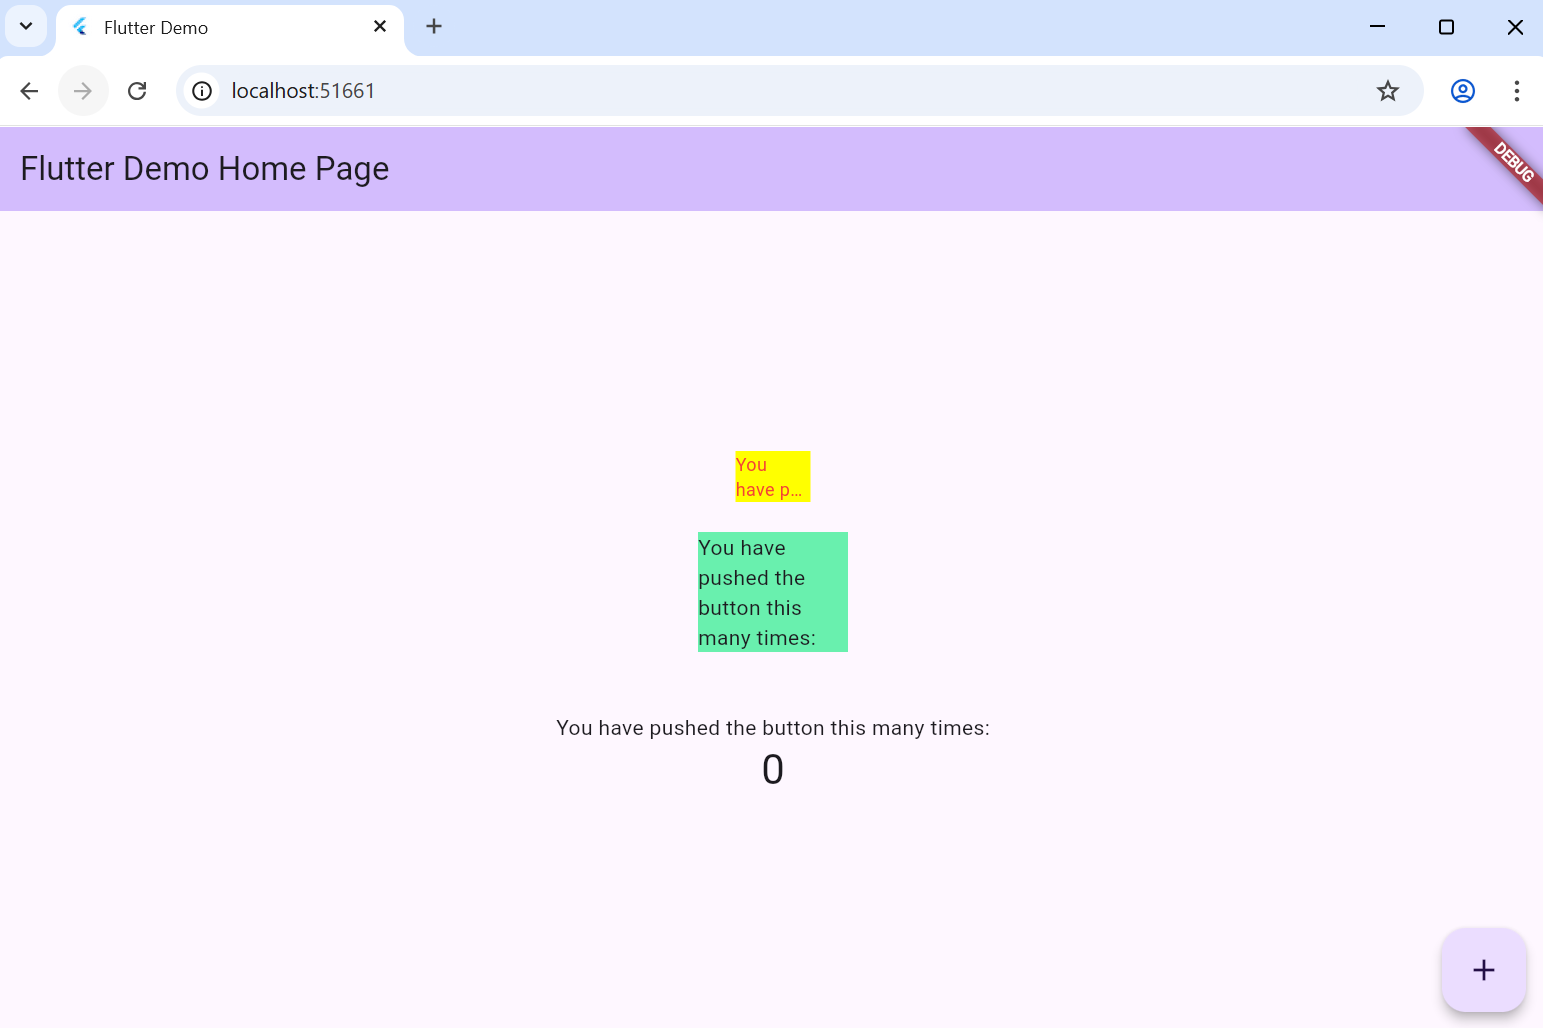 Flutter Demo
localhost:51661
Flutter Demo Home Page
DEBUG
You
have p...
You have
pushed the
button this
many times:
You have pushed the button this many times:
0